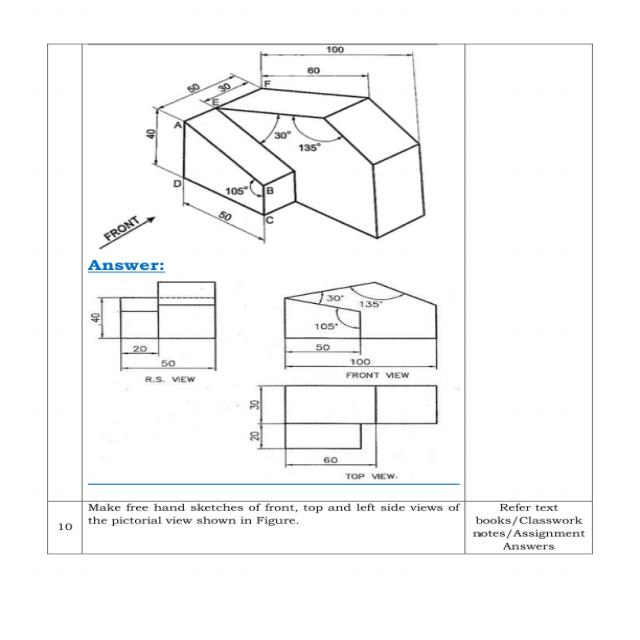 100
60
50
30
F
E
A
40
30°
135°
D
105°
B
C
50
FRONT
Answer:
40
20
50
R.S. VIEW
30°
135°
105°
50
100
FRONT VIEW
30
20
60
TOP VIEW.
10
Make free hand sketches of front, top and left side views of
the pictorial view shown in Figure.
Refer text
books/Classwork
notes/Assignment
Answers